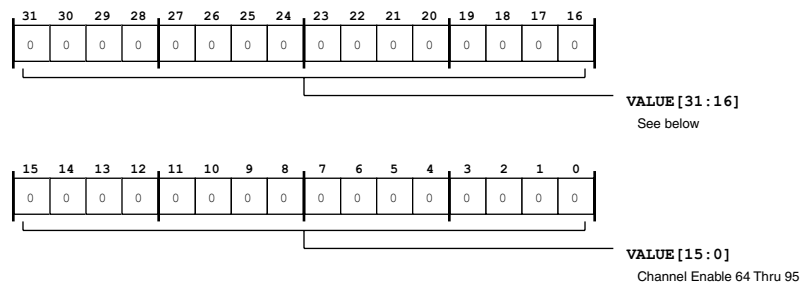 31 30 29 28 27 26 25 24 23 22 21 20 19 18 17 16
0 0 0 0 0 0 0 0 0 0 0 0 0 0 0 0
VALUE[31:16]
See below
15 14 13 12 11 10 9 8 7 6 5 4 3 2 1 0
0 0 0 0 0 0 0 0 0 0 0 0 0 0 0 0
VALUE[15:0]
Channel Enable 64 Thru 95